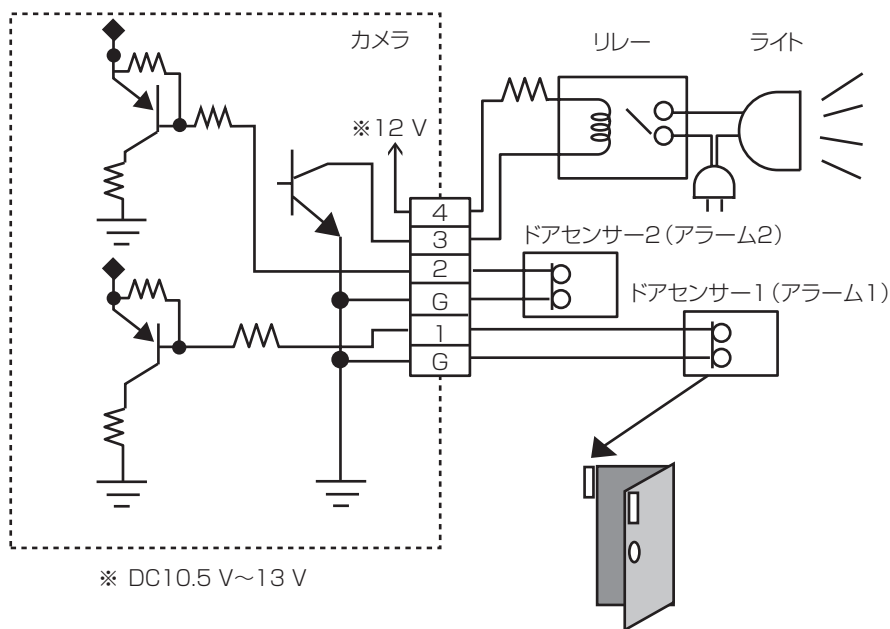 カメラ
リレー
ライト
※12 V
4
3
2
G
1
G
ドアセンサー2(アラーム2)
ドアセンサー1(アラーム1)
※ DC10.5 V~13 V